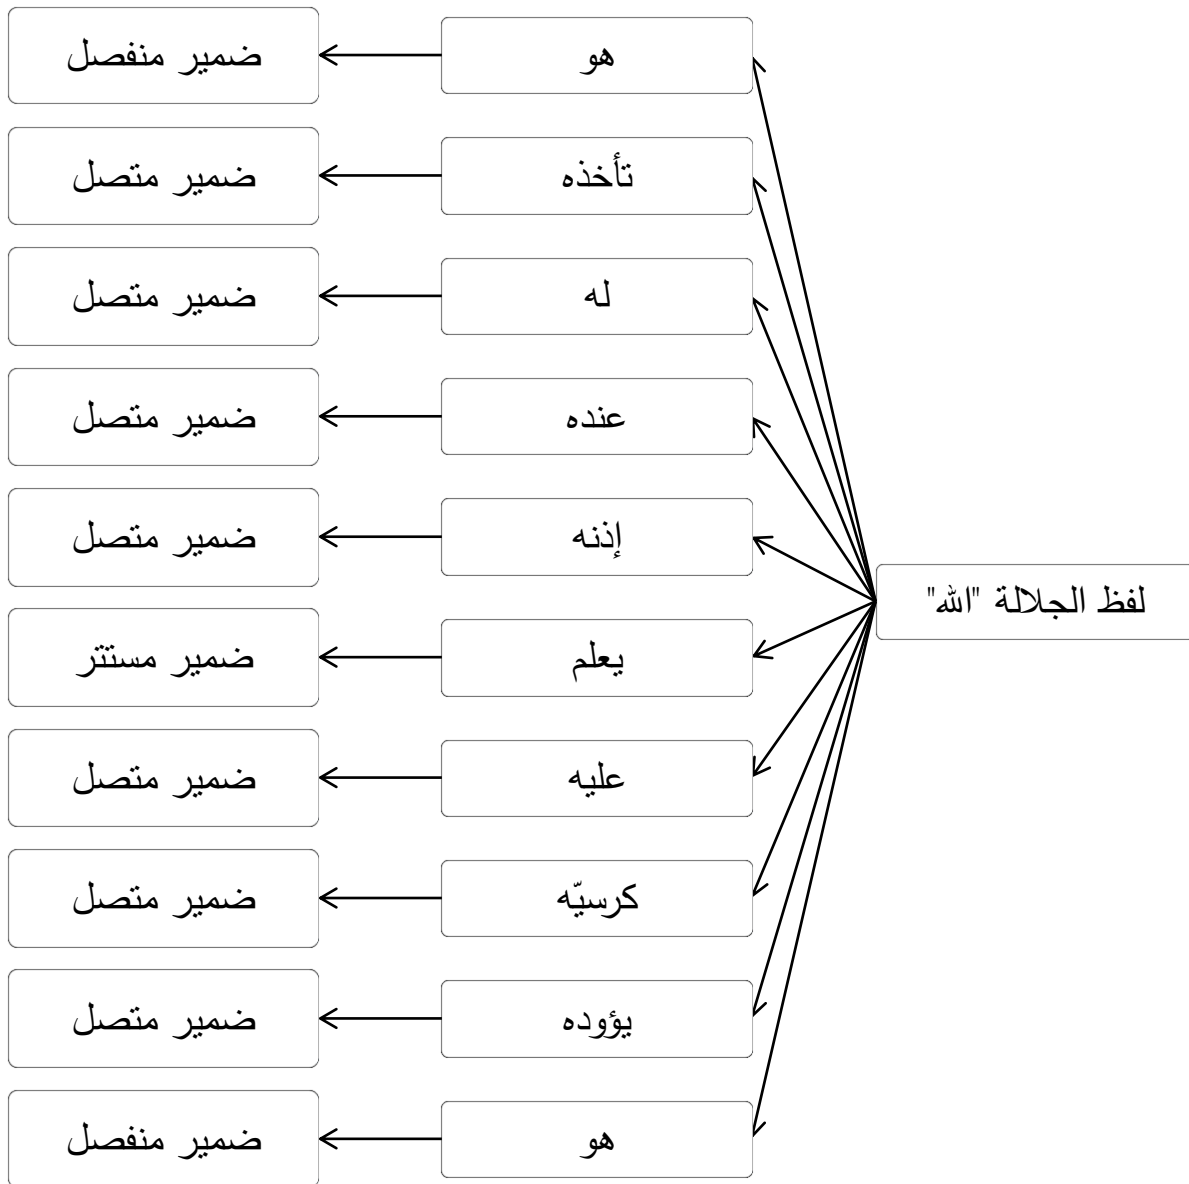 لفظ الجلالة "الله"
هو
ضمير منفصل
تأخذه
ضمير متصل
له
ضمير متصل
عنده
ضمير متصل
إذنه
ضمير متصل
يعلم
ضمير مستتر
عليه
ضمير متصل
كرسيّه
ضمير متصل
يؤوده
ضمير متصل
هو
ضمير منفصل